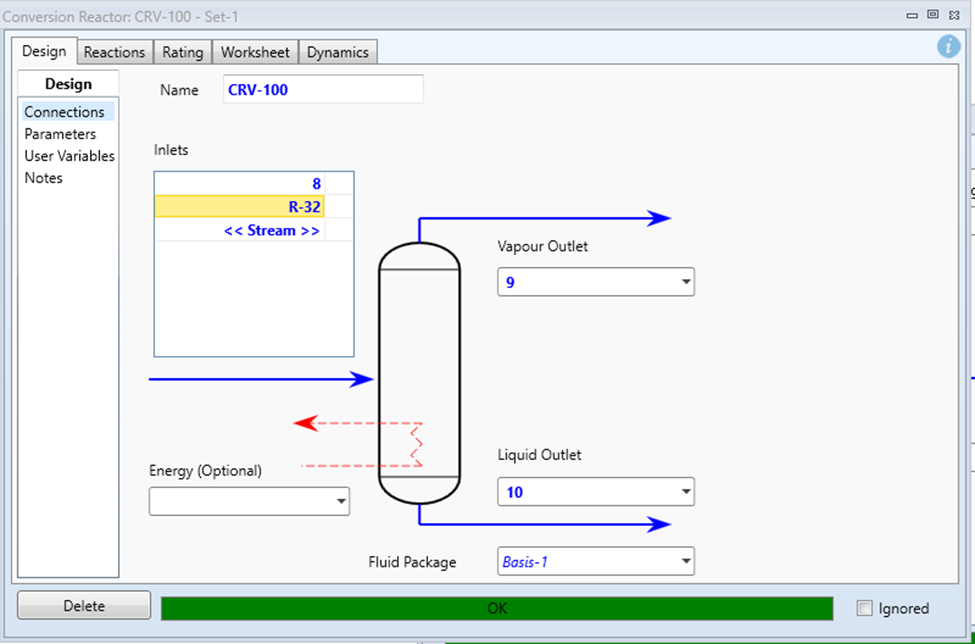 Conversion Reactor: CRV-100 - Set-1
Design Reactions Rating Worksheet Dynamics
Design
Connections
Parameters
User Variables
Notes
Name CRV-100
Inlets
8
R-32
<< Stream >>
Vapour Outlet
9
Energy (Optional)
Liquid Outlet
10
Fluid Package Basis-1
Delete OK Ignored